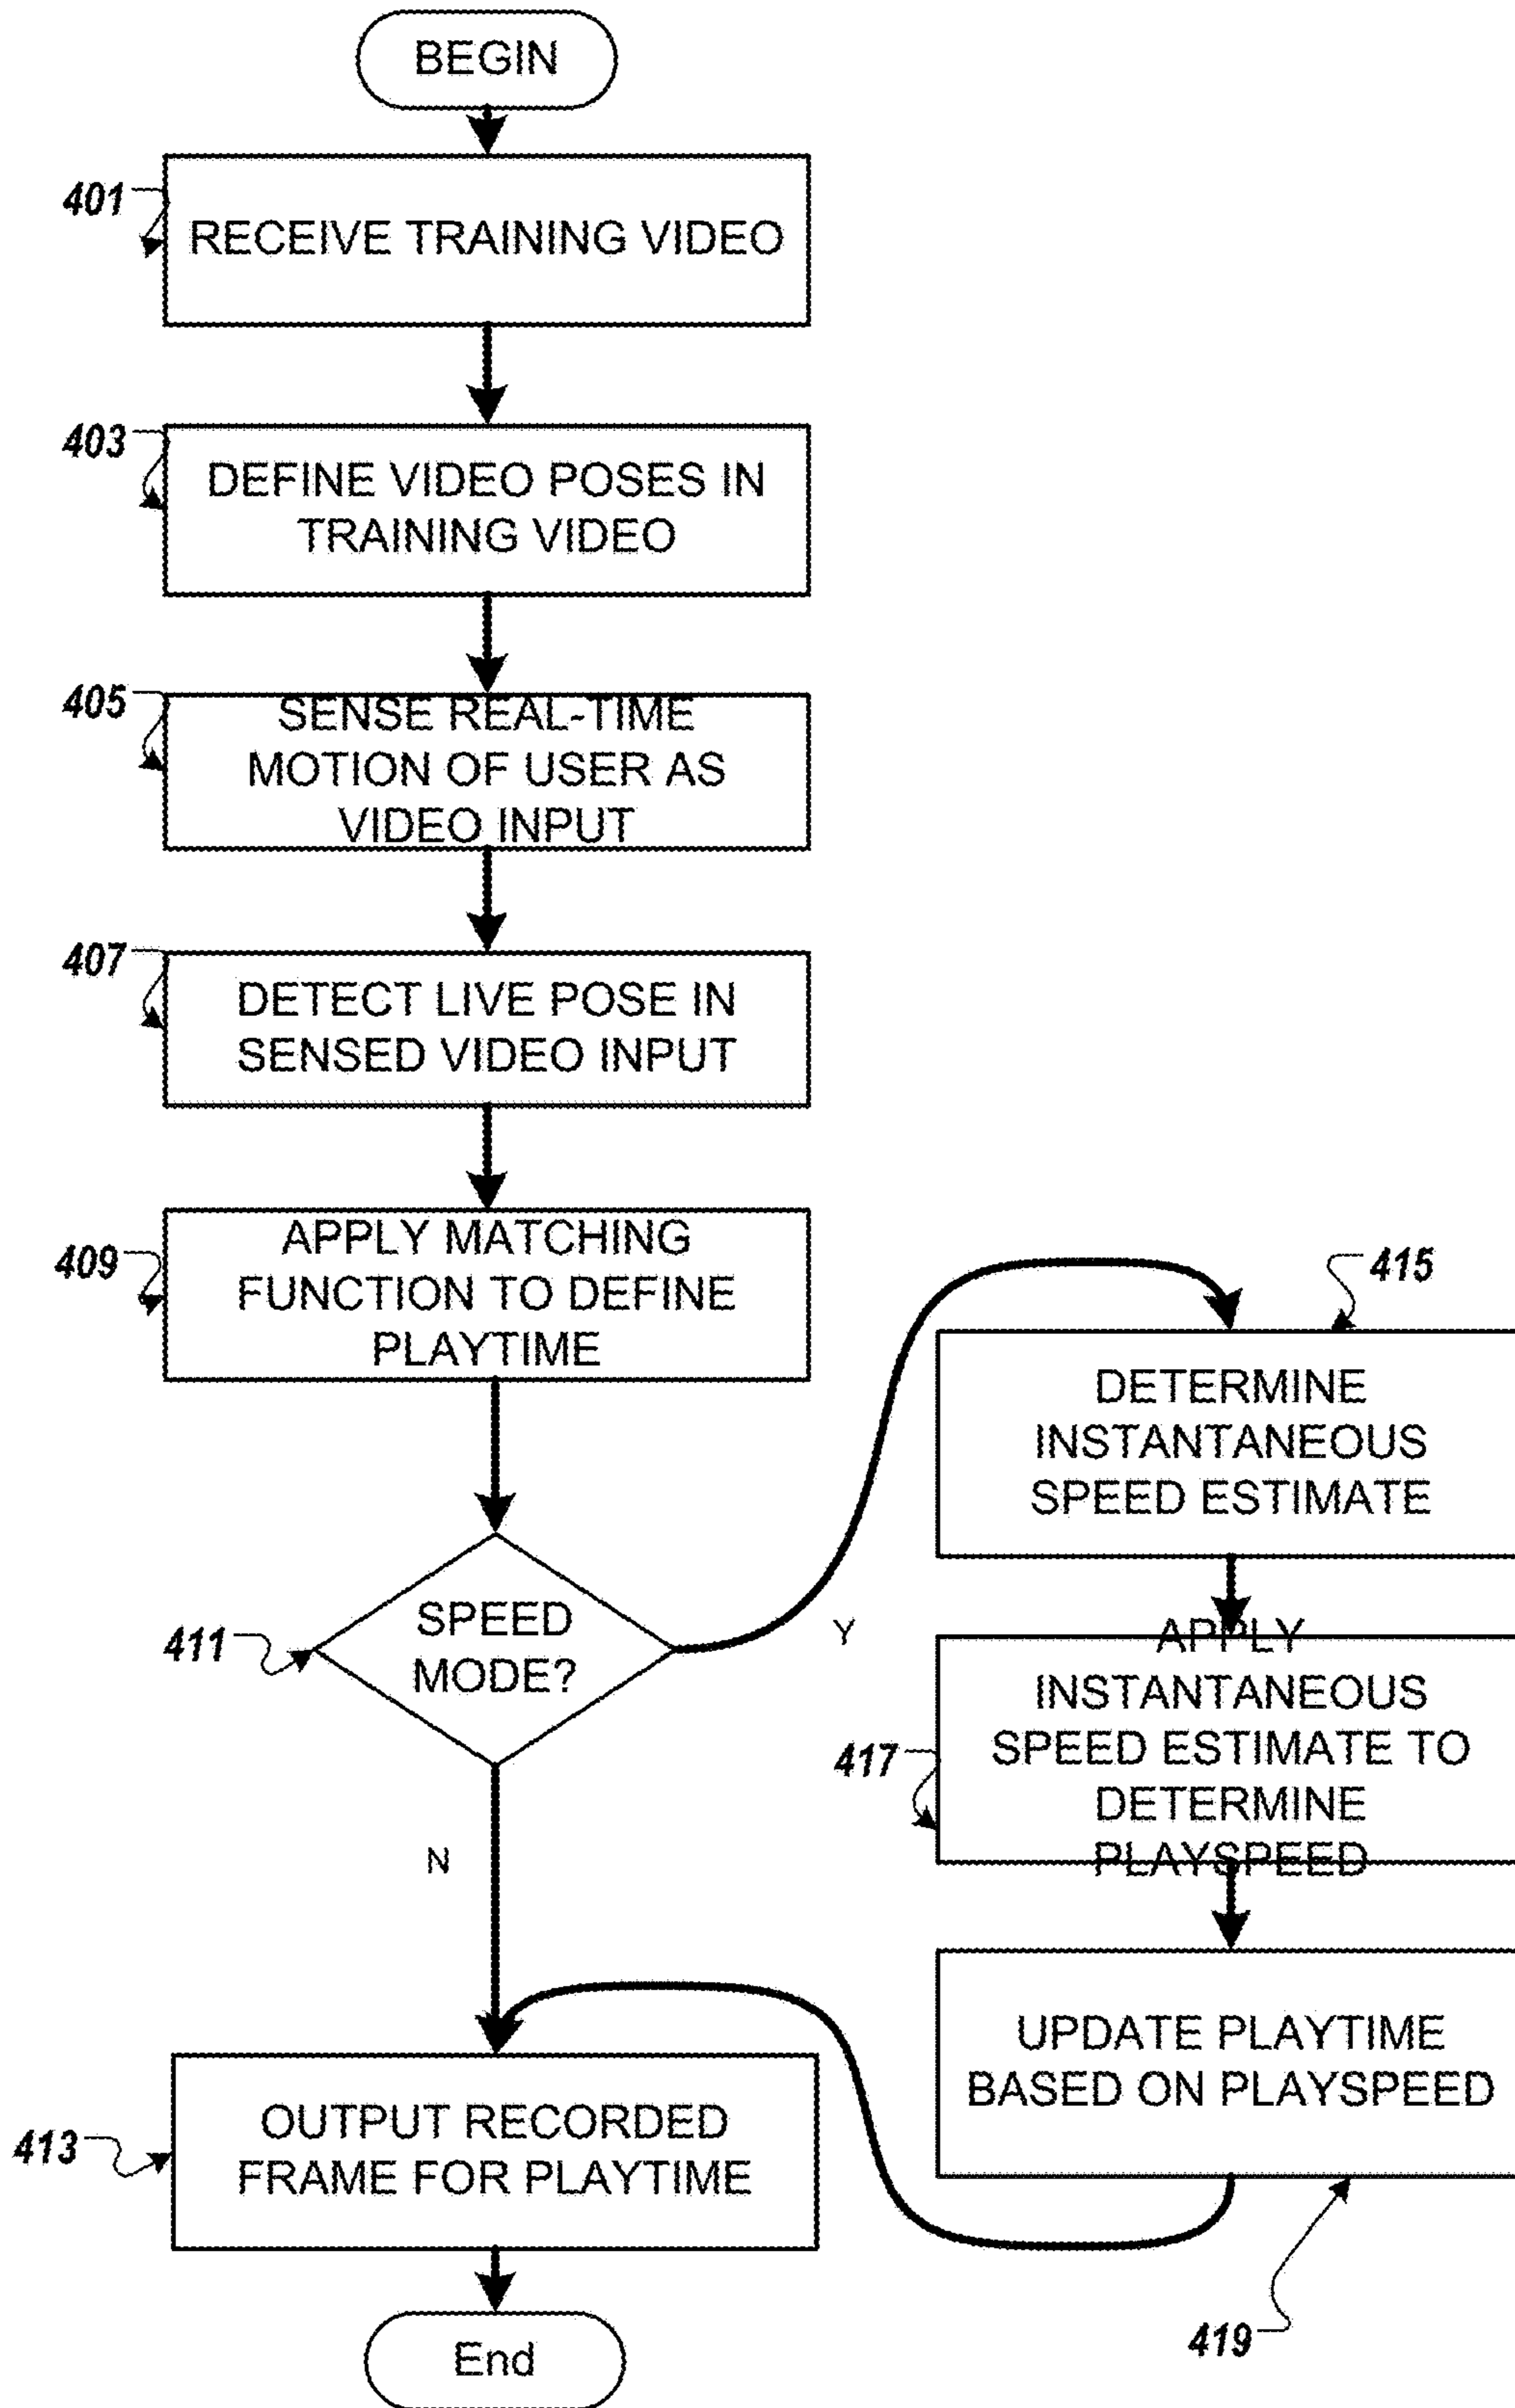 BEGIN
401
RECEIVE TRAINING VIDEO
403
DEFINE VIDEO POSES IN
TRAINING VIDEO
405
SENSE REAL-TIME
MOTION OF USER AS
VIDEO INPUT
407
DETECT LIVE POSE IN
SENSED VIDEO INPUT
409
APPLY MATCHING
FUNCTION TO DEFINE
PLAYTIME
411
SPEED
MODE?
Y
N
415
DETERMINE
INSTANTANEOUS
SPEED ESTIMATE
417
APPLY
INSTANTANEOUS
SPEED ESTIMATE TO
DETERMINE
PLAYSPEED
UPDATE PLAYTIME
BASED ON PLAYSPEED
419
413
OUTPUT RECORDED
FRAME FOR PLAYTIME
End